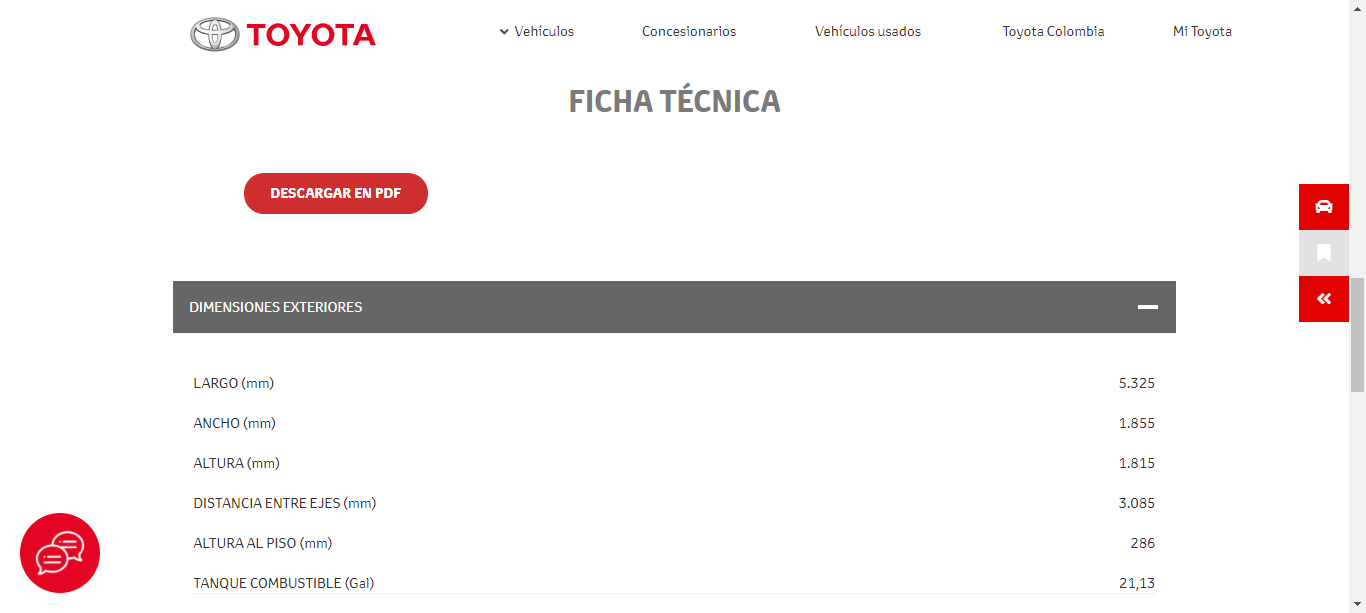 TOYOTA
Vehículos
Concesionarios
Vehículos usados
Toyota Colombia
Mi Toyota
FICHA TÉCNICA
DESCARGAR EN PDF
DIMENSIONES EXTERIORES
LARGO (mm) 5.325
ANCHO (mm) 1.855
ALTURA (mm) 1.815
DISTANCIA ENTRE EJES (mm) 3.085
ALTURA AL PISO (mm) 286
TANQUE COMBUSTIBLE (Gal) 21,13